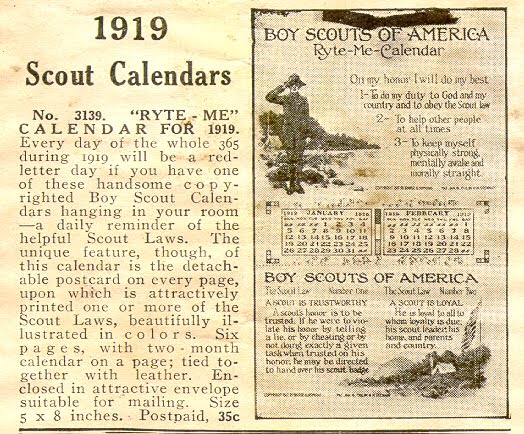 1919
Scout Calendars
No. 3139. "RYTE-ME"
CALENDAR FOR 1919.
Every day of the whole 365
during 1919 will be a red-
letter day if you have one
of these handsome copy-
righted Boy Scout Calen-
dars hanging in your room
—a daily reminder of the
helpful Scout Laws. The
unique feature, though, of
this calendar is the detach-
able postcard on every page,
upon which is attractively
printed one or more of the
Scout Laws, beautifully il-
lustrated in colors. Six
pages, with two-month
calendar on a page; tied to-
gether with leather. En-
closed in attractive envelope
suitable for mailing. Size
5 x 8 inches. Postpaid, 35c
BOY SCOUTS OF AMERICA
Ryte-Me-Calendar
On my honor I will do my best
1- To do my duty to God and my
country and to obey the Scout law
2- To help other people
at all times
3- To keep myself
physically strong,
mentally awake and
morally straight.
1919 JANUARY 1919
1919 FEBRUARY 1919
BOY SCOUTS OF AMERICA
The Scout Law Number One
A SCOUT IS TRUSTWORTHY
A scout's honor is to be
trusted. If he were to vio-
late his honor by telling
a lie, or by cheating or by
not doing exactly a given
task when trusted on his
honor, he may be directed
to hand over his scout badge
The Scout Law Number Two
A SCOUT IS LOYAL
He is loyal to all to
whom loyalty is due;
his scout leader, his
home, and parents
and country.